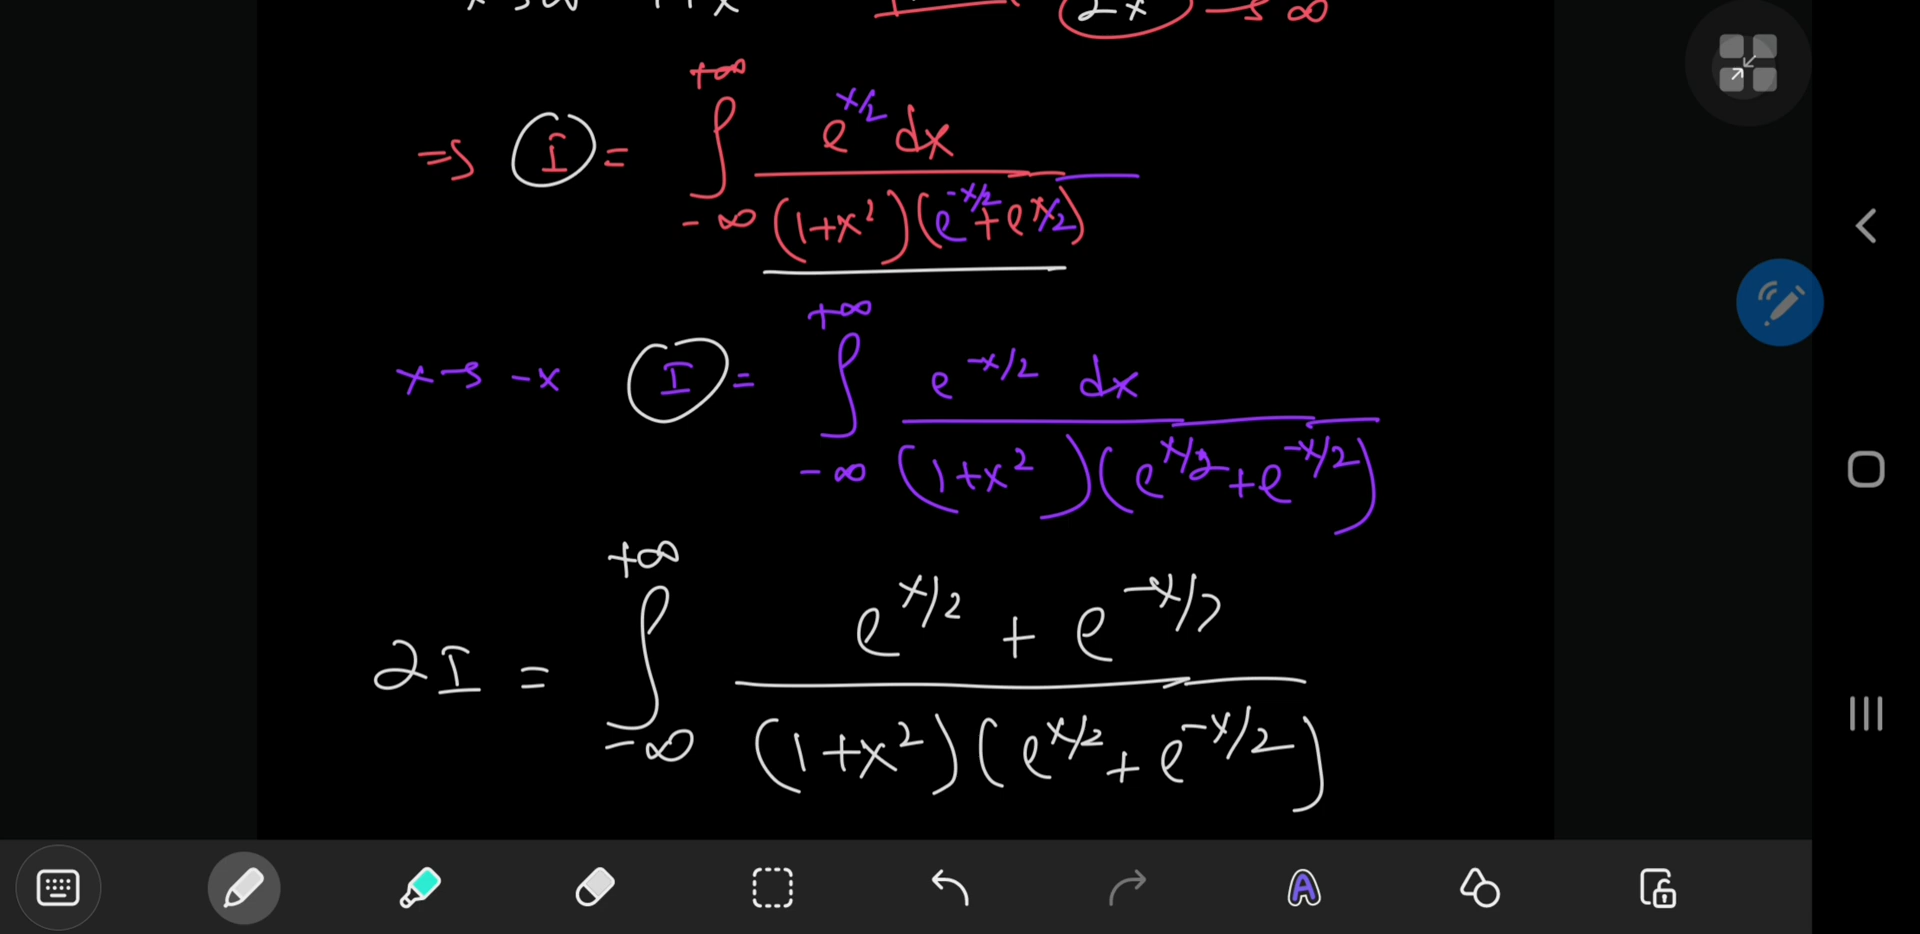 2x → ∞
⇒ I = ∫_{-∞}^{+∞} e^{x/2} dx / (1+x²)(e^{-x/2} + e^{x/2})
x → -x I = ∫_{-∞}^{+∞} e^{-x/2} dx / (1+x²)(e^{x/2} + e^{-x/2})
2I = ∫_{-∞}^{+∞} e^{x/2} + e^{-x/2} / (1+x²)(e^{x/2} + e^{-x/2})
A